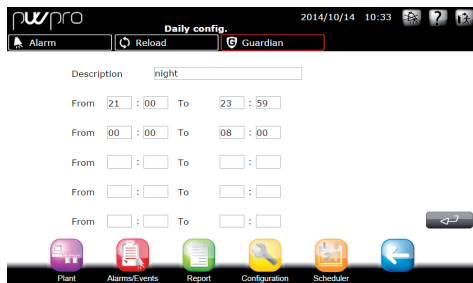 pwpro
Daily config.
2014/10/14 10:33
?
Alarm
Reload
G Guardian
Description night
From 21 : 00 To 23 : 59
From 00 : 00 To 08 : 00
From : To :
From : To :
From : To :
Plant Alarms/Events Report Configuration Scheduler